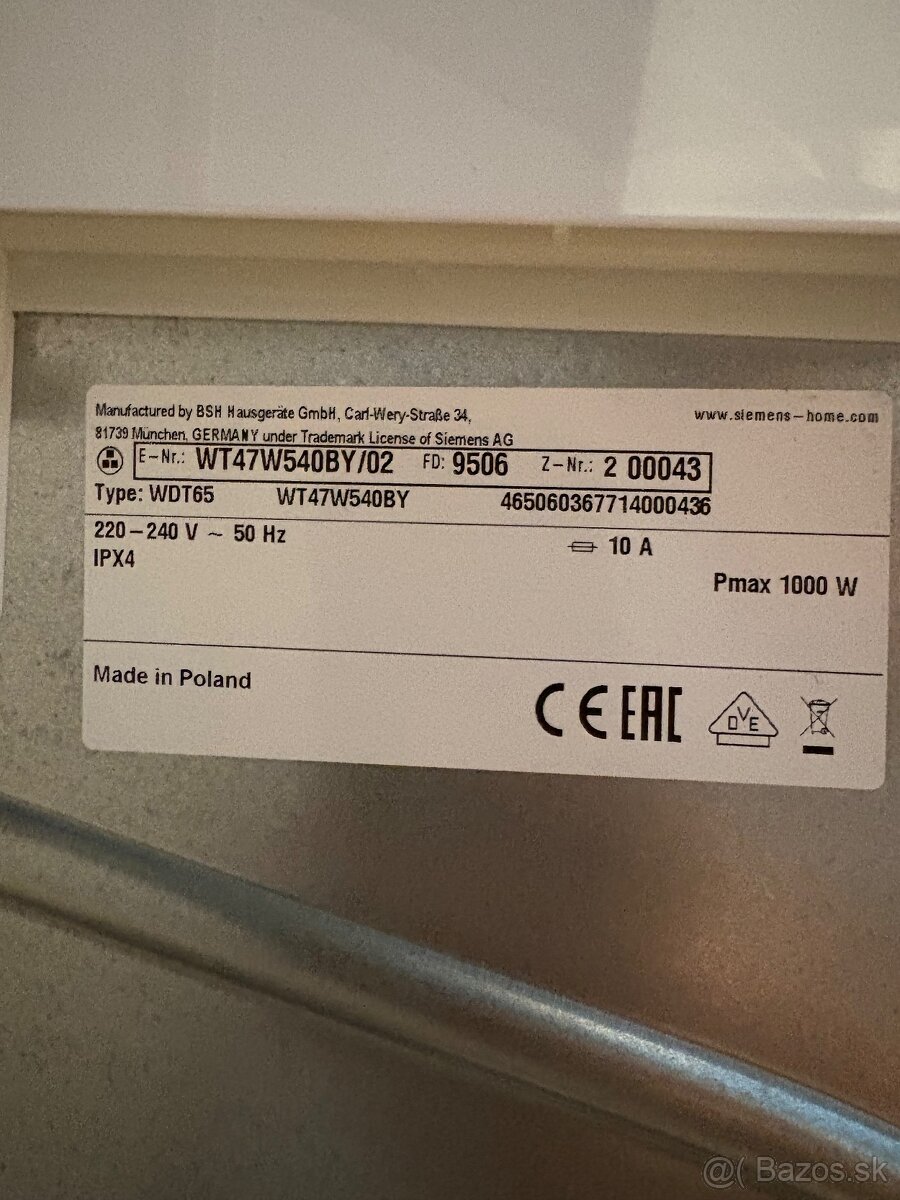 Manufactured by BSH Hausgeräte GmbH, Carl-Wery-Straße 34,
www.siemens-home.com
81739 München, GERMANY under Trademark License of Siemens AG
E-Nr.: WT47W540BY/02 FD: 9506 Z-Nr.: 2 00043
Type: WDT65 WT47W540BY 465060367714000436
220-240 V ~ 50 Hz
10 A
IPX4
Pmax 1000 W
Made in Poland
CE EAC DVE
@( Bazos.sk